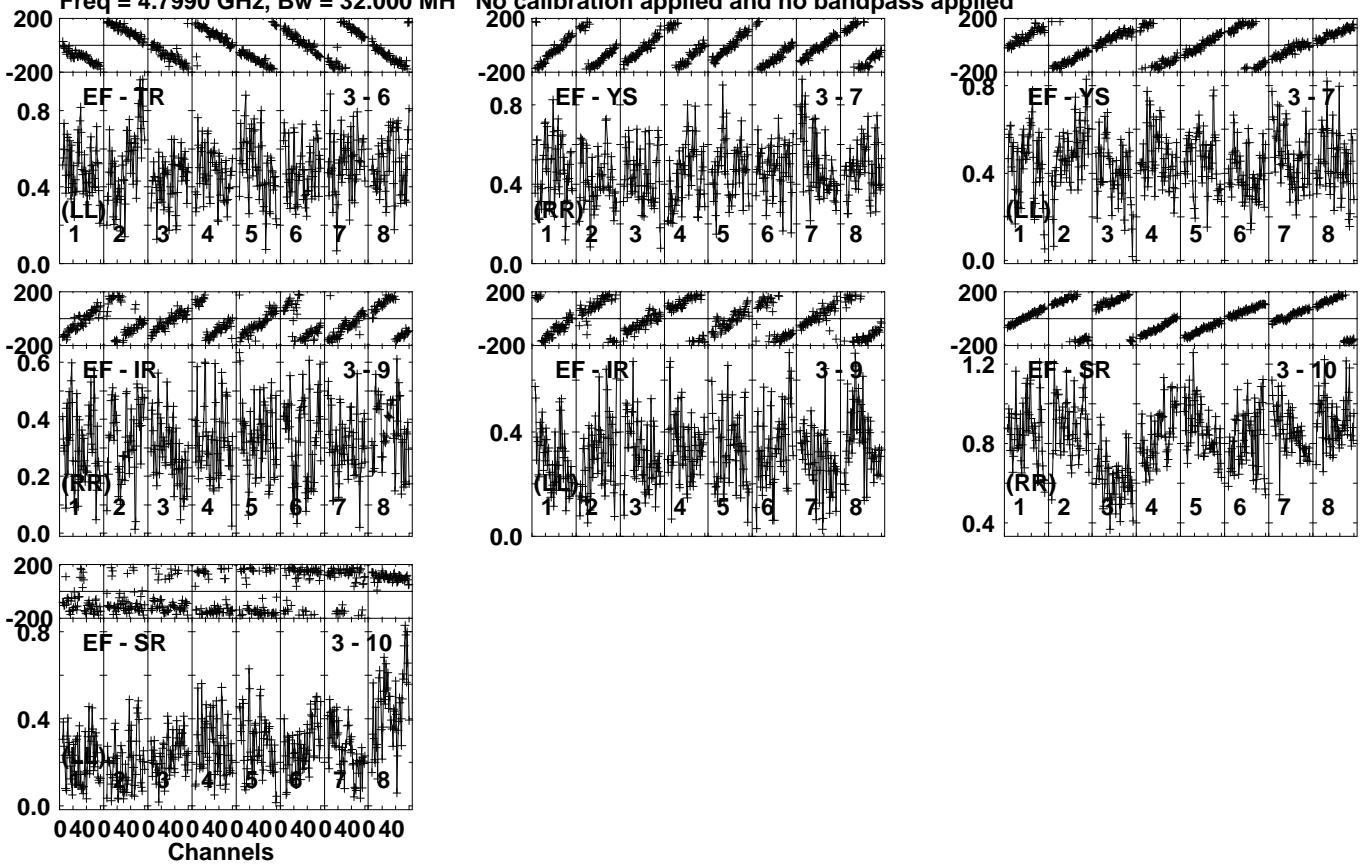 Freq = 4.7990 GHz, Bw = 32.000 MH No calibration applied and no bandpass applied
200
-200
EF - TR 3 - 6
0.8
0.4
(LL)
1 2 3 4 5 6 7 8
0.0
200
-200
EF - YS 3 - 7
0.8
0.4
(RR)
1 2 3 4 5 6 7 8
0.0
200
-200
0.8
EF - YS 3 - 7
0.4
(LL)
1 2 3 4 5 6 7 8
0.0
200
-200
0.6
EF - IR 3 - 9
0.4
0.2
(RR)
1 2 3 4 5 6 7 8
0.0
200
-200
EF - IR 3 - 9
0.4
(LL)
1 2 3 4 5 6 7 8
0.0
200
-200
1.2
EF - SR 3 - 10
0.8
(RR)
1 2 3 4 5 6 7 8
0.4
200
-200
0.8
EF - SR 3 - 10
0.4
(LL)
1 2 3 4 5 6 7 8
0.0
0 40 0 40 0 40 0 40 0 40 0 40 0 40 0 40
Channels